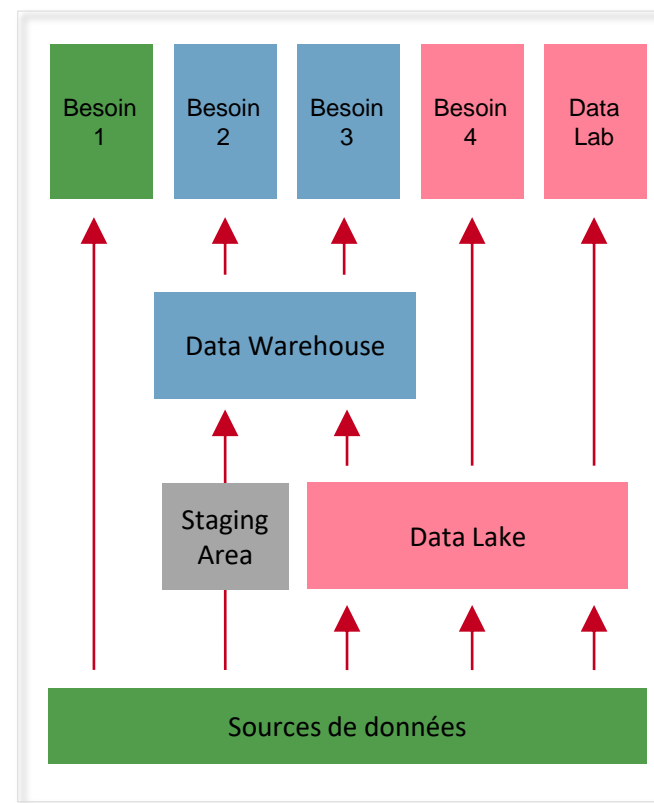 Besoin
1
Besoin
2
Besoin
3
Besoin
4
Data
Lab
Data Warehouse
Staging
Area
Data Lake
Sources de données